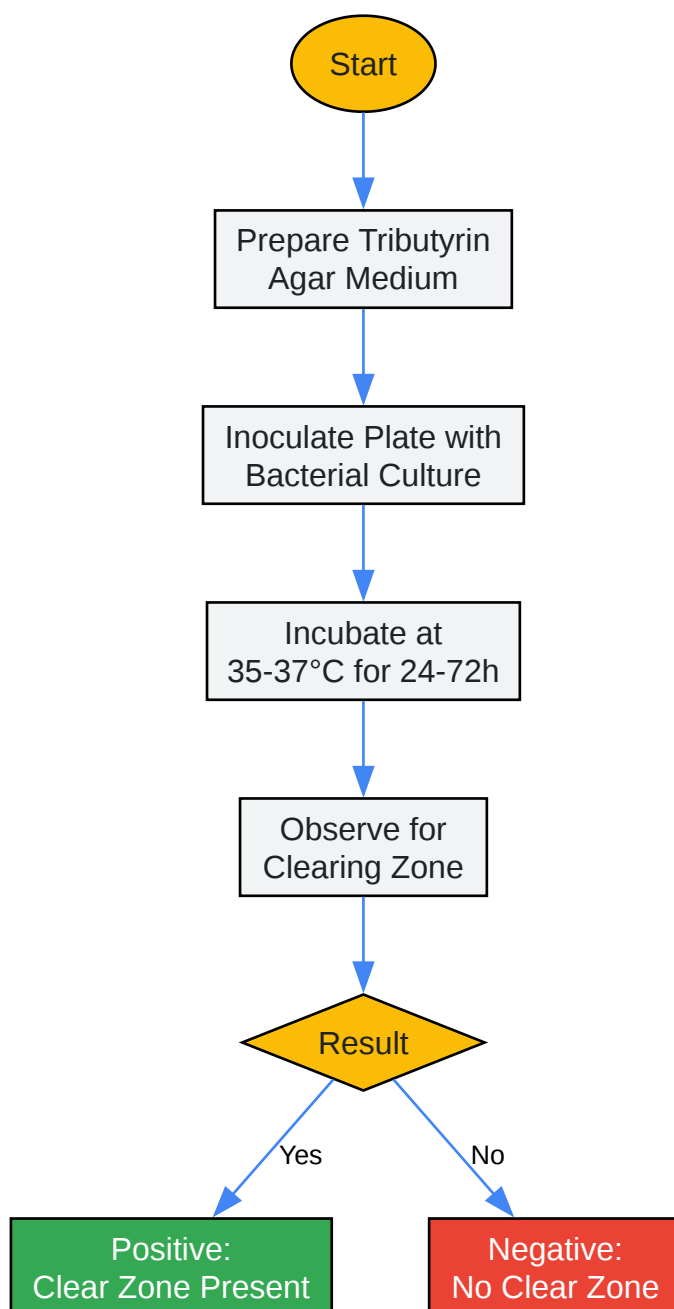 Start
Prepare Tributyrin
Agar Medium
Inoculate Plate with
Bacterial Culture
Incubate at
35-37°C for 24-72h
Observe for
Clearing Zone
Result
Yes
No
Positive:
Clear Zone Present
Negative:
No Clear Zone